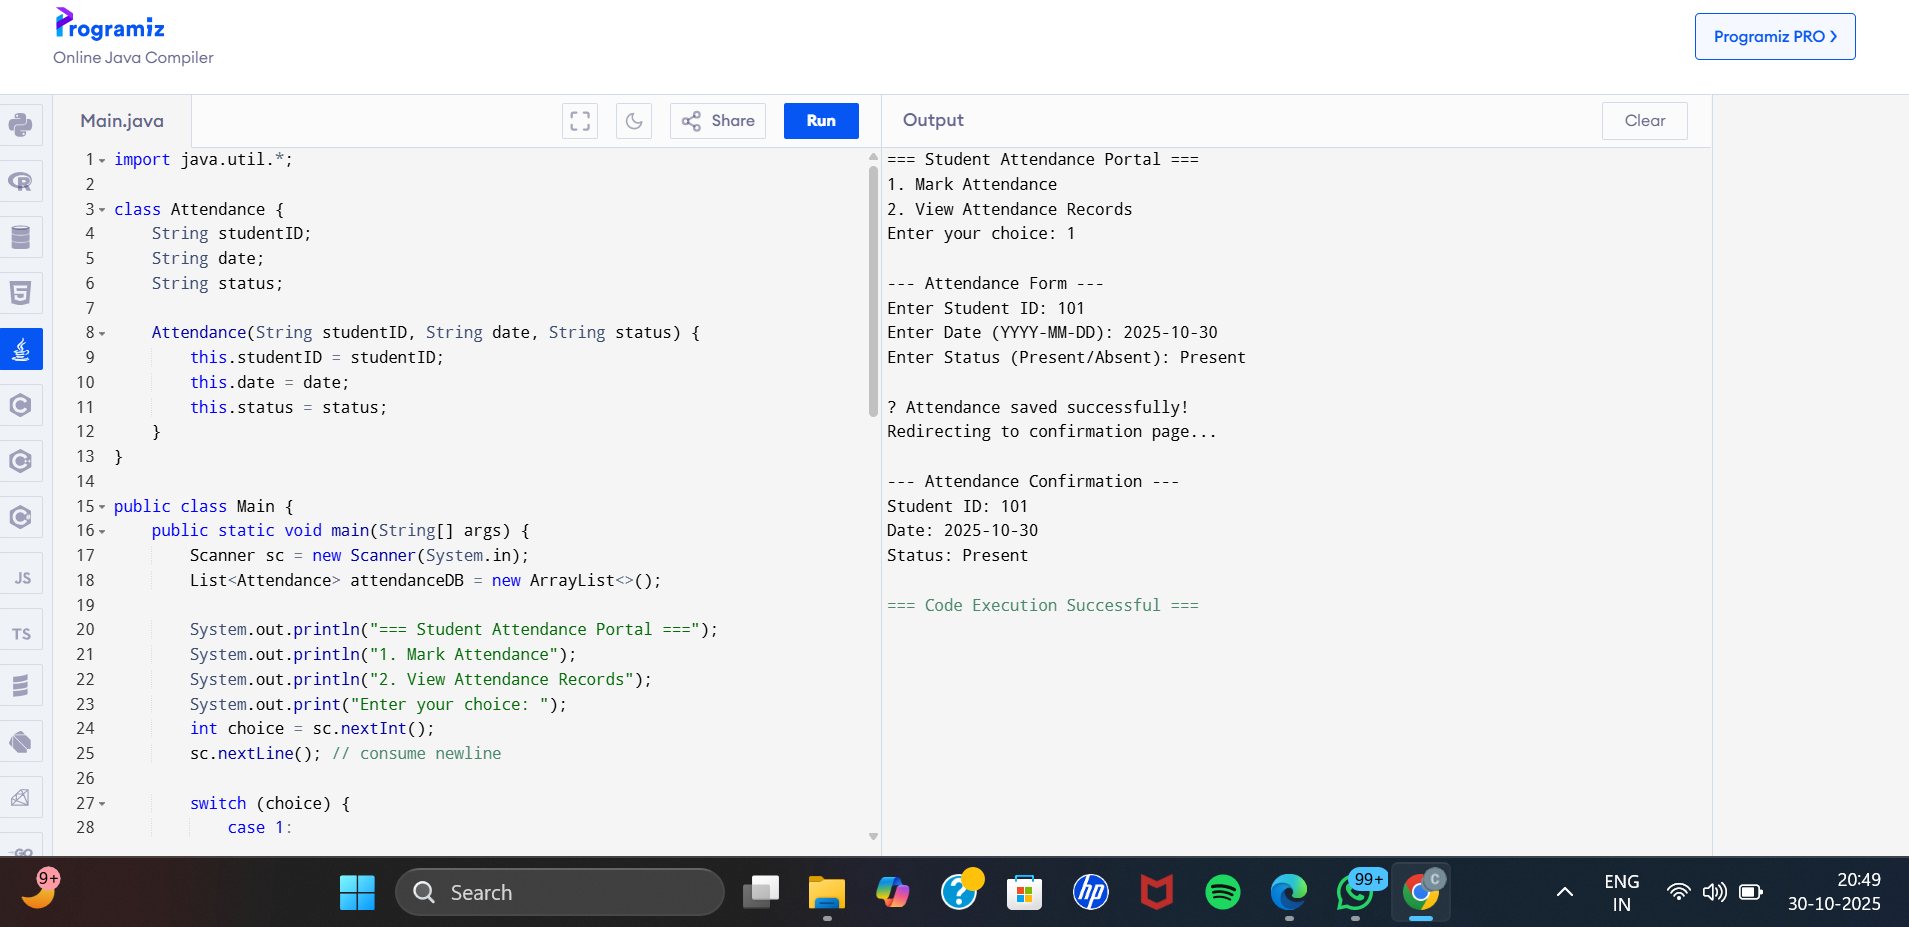 Programiz
Online Java Compiler
Programiz PRO >
Main.java
Share
Run
Output
Clear
1 import java.util.*;
2
3 class Attendance {
4     String studentID;
5     String date;
6     String status;
7
8     Attendance(String studentID, String date, String status) {
9         this.studentID = studentID;
10         this.date = date;
11         this.status = status;
12     }
13 }
14
15 public class Main {
16     public static void main(String[] args) {
17         Scanner sc = new Scanner(System.in);
18         List<Attendance> attendanceDB = new ArrayList<>();
19
20         System.out.println("=== Student Attendance Portal ===");
21         System.out.println("1. Mark Attendance");
22         System.out.println("2. View Attendance Records");
23         System.out.print("Enter your choice: ");
24         int choice = sc.nextInt();
25         sc.nextLine(); // consume newline
26
27         switch (choice) {
28             case 1:
=== Student Attendance Portal ===
1. Mark Attendance
2. View Attendance Records
Enter your choice: 1
--- Attendance Form ---
Enter Student ID: 101
Enter Date (YYYY-MM-DD): 2025-10-30
Enter Status (Present/Absent): Present
? Attendance saved successfully!
Redirecting to confirmation page...
--- Attendance Confirmation ---
Student ID: 101
Date: 2025-10-30
Status: Present
=== Code Execution Successful ===
R
5
C
C
C
JS
TS
GO
9+
Search
?
hp
99+
C
ENG
IN
20:49
30-10-2025